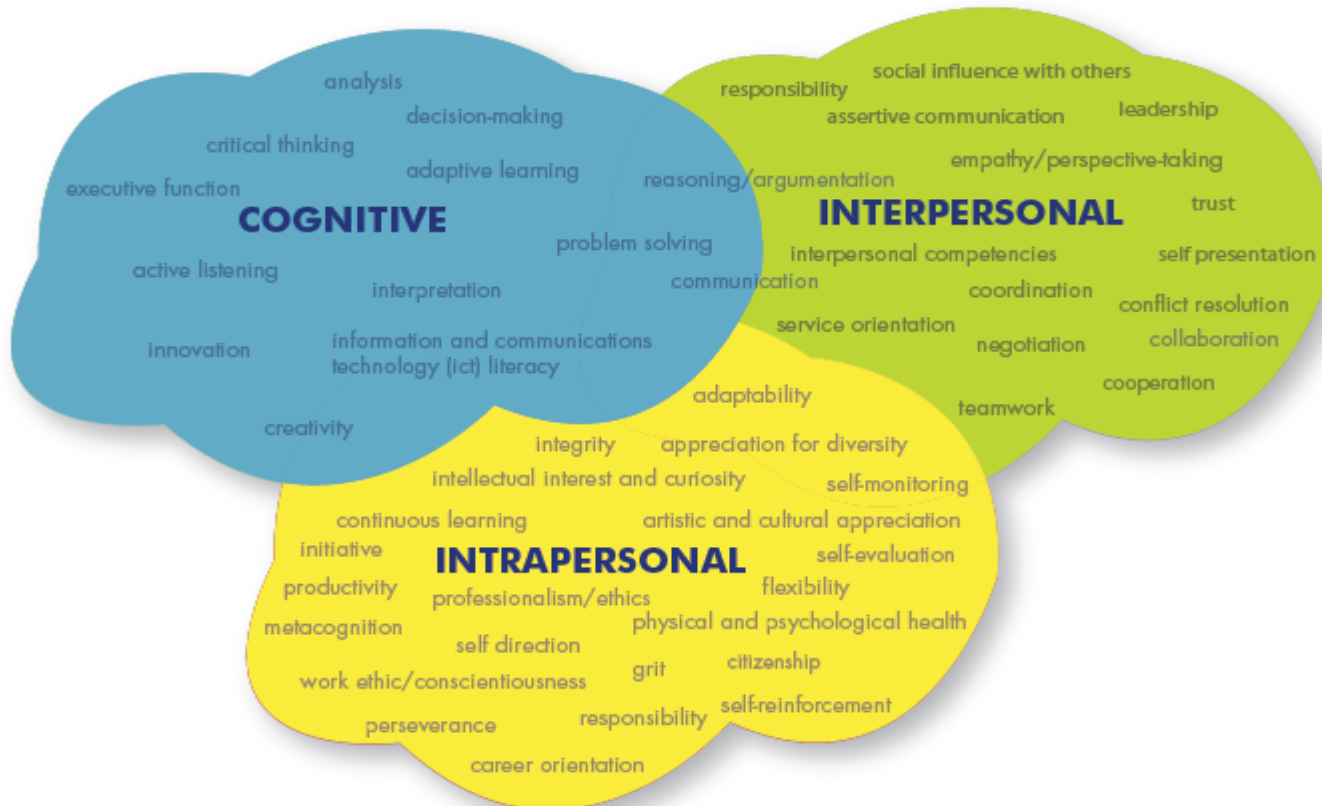 analysis
decision-making
critical thinking
adaptive learning
executive function
COGNITIVE
problem solving
active listening
interpretation
communication
innovation
information and communications
technology (ict) literacy
creativity
reasoning/argumentation
responsibility
social influence with others
assertive communication
leadership
empathy/perspective-taking
INTERPERSONAL
trust
interpersonal competencies
self presentation
coordination
conflict resolution
service orientation
negotiation
collaboration
cooperation
teamwork
adaptability
integrity
appreciation for diversity
intellectual interest and curiosity
self-monitoring
continuous learning
artistic and cultural appreciation
initiative
self-evaluation
INTRAPERSONAL
productivity
professionalism/ethics
flexibility
metacognition
physical and psychological health
self direction
grit
citizenship
work ethic/conscientiousness
self-reinforcement
perseverance
responsibility
career orientation